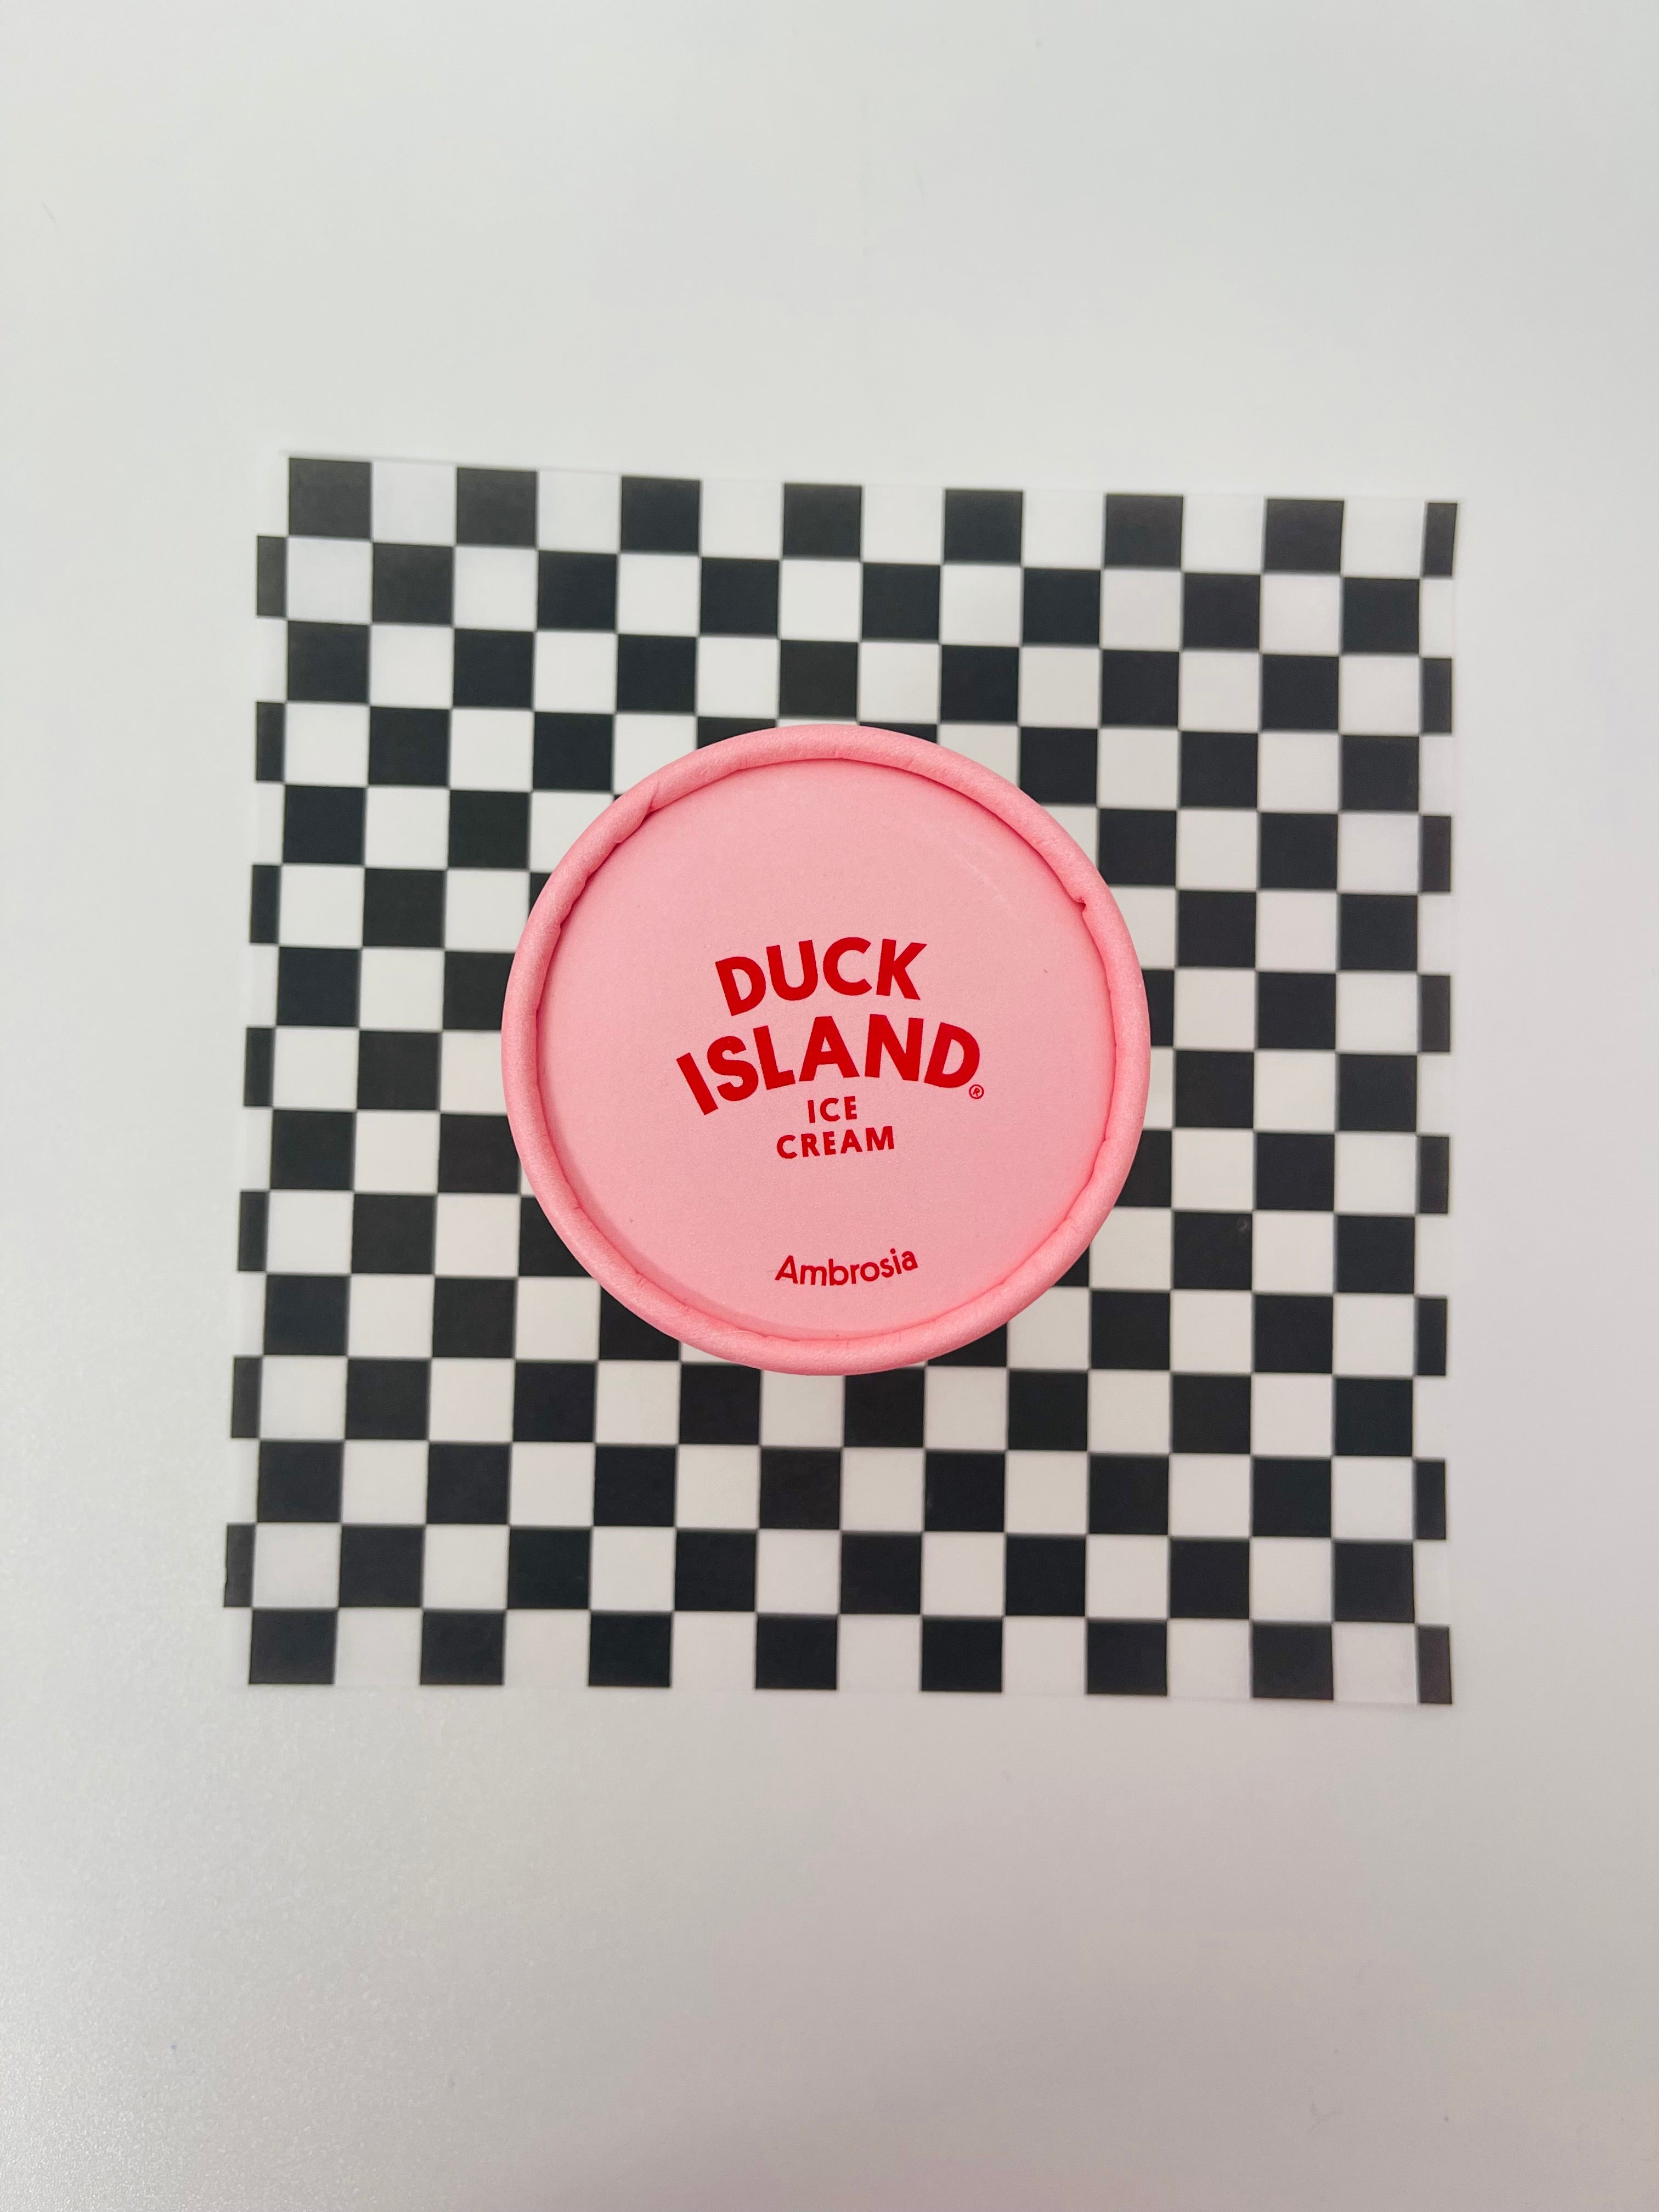 DUCK
ISLAND®
ICE
CREAM
Ambrosia